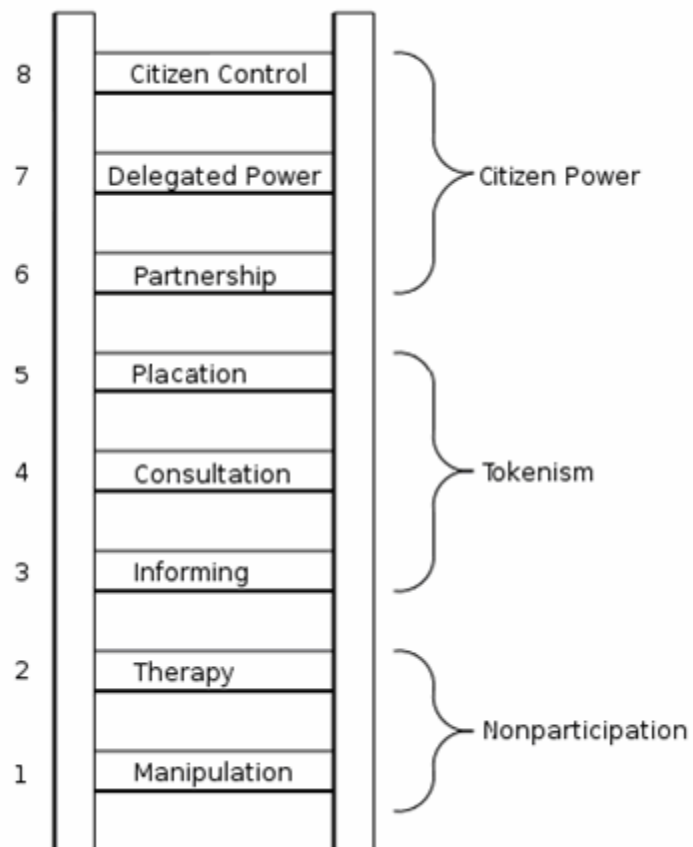 8 Citizen Control
7 Delegated Power Citizen Power
6 Partnership
5 Placation
4 Consultation Tokenism
3 Informing
2 Therapy
Nonparticipation
1 Manipulation